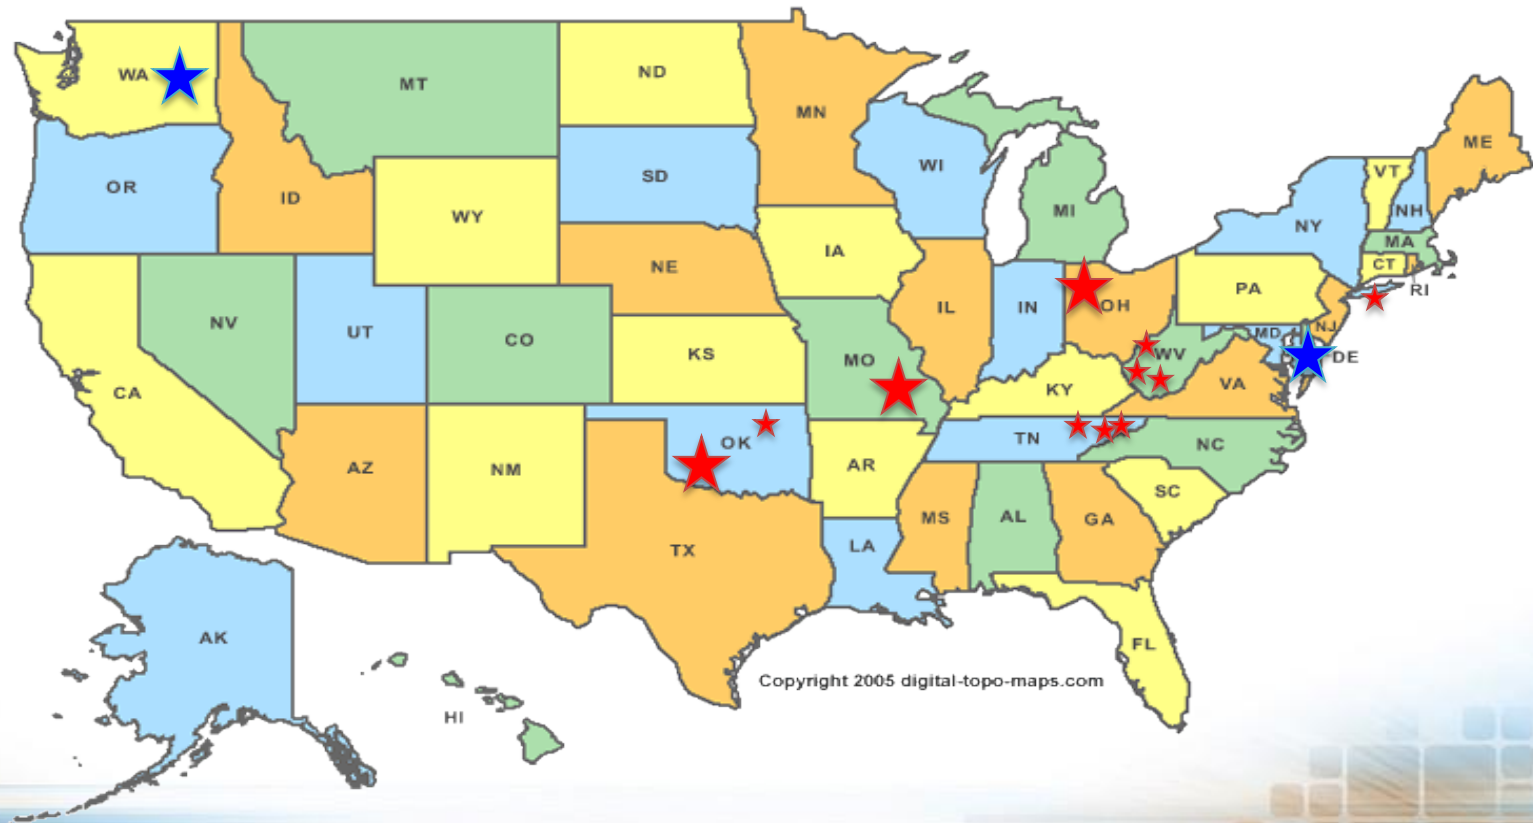 WA
MT
ND
MN
ME
OR
ID
SD
WI
VT
NH
WY
MI
NY
MA
IA
CT
NE
RI
PA
NV
UT
IL
IN
OH
CO
NJ
MD
KS
MO
WV
DE
CA
KY
VA
OK
TN
NC
AZ
NM
AR
SC
MS
AL
GA
TX
LA
AK
FL
Copyright 2005 digital-topo-maps.com
HI